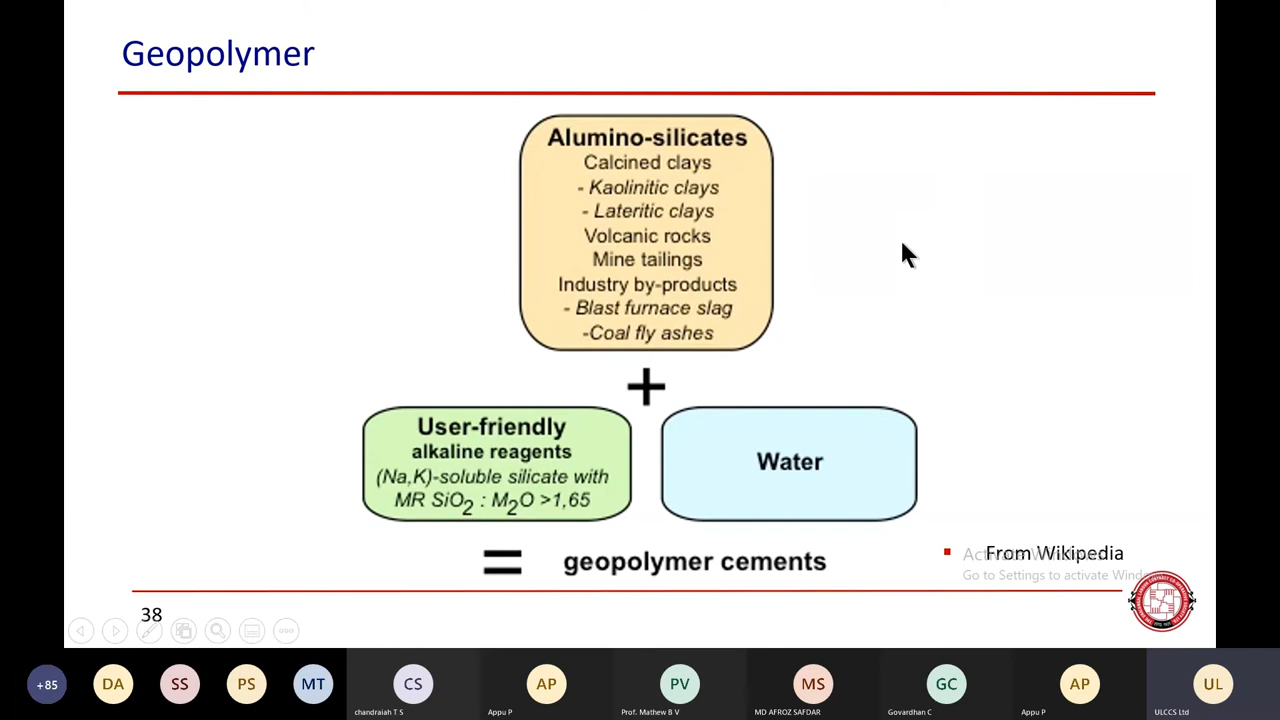 Geopolymer
Alumino-silicates
Calcined clays
- Kaolinitic clays
- Lateritic clays
Volcanic rocks
Mine tailings
Industry by-products
- Blast furnace slag
-Coal fly ashes
+
User-friendly
alkaline reagents
(Na,K)-soluble silicate with
MR SiO2 : M2O >1,65
Water
= geopolymer cements
From Wikipedia
Go to Settings to activate
38
+85
DA
SS
PS
MT
CS
AP
PV
MS
GC
AP
UL
chandraiah T S
Appu P
Prof. Mathew B V
MD AFROZ SAFDAR
Govardhan C
Appu P
ULCCS Ltd